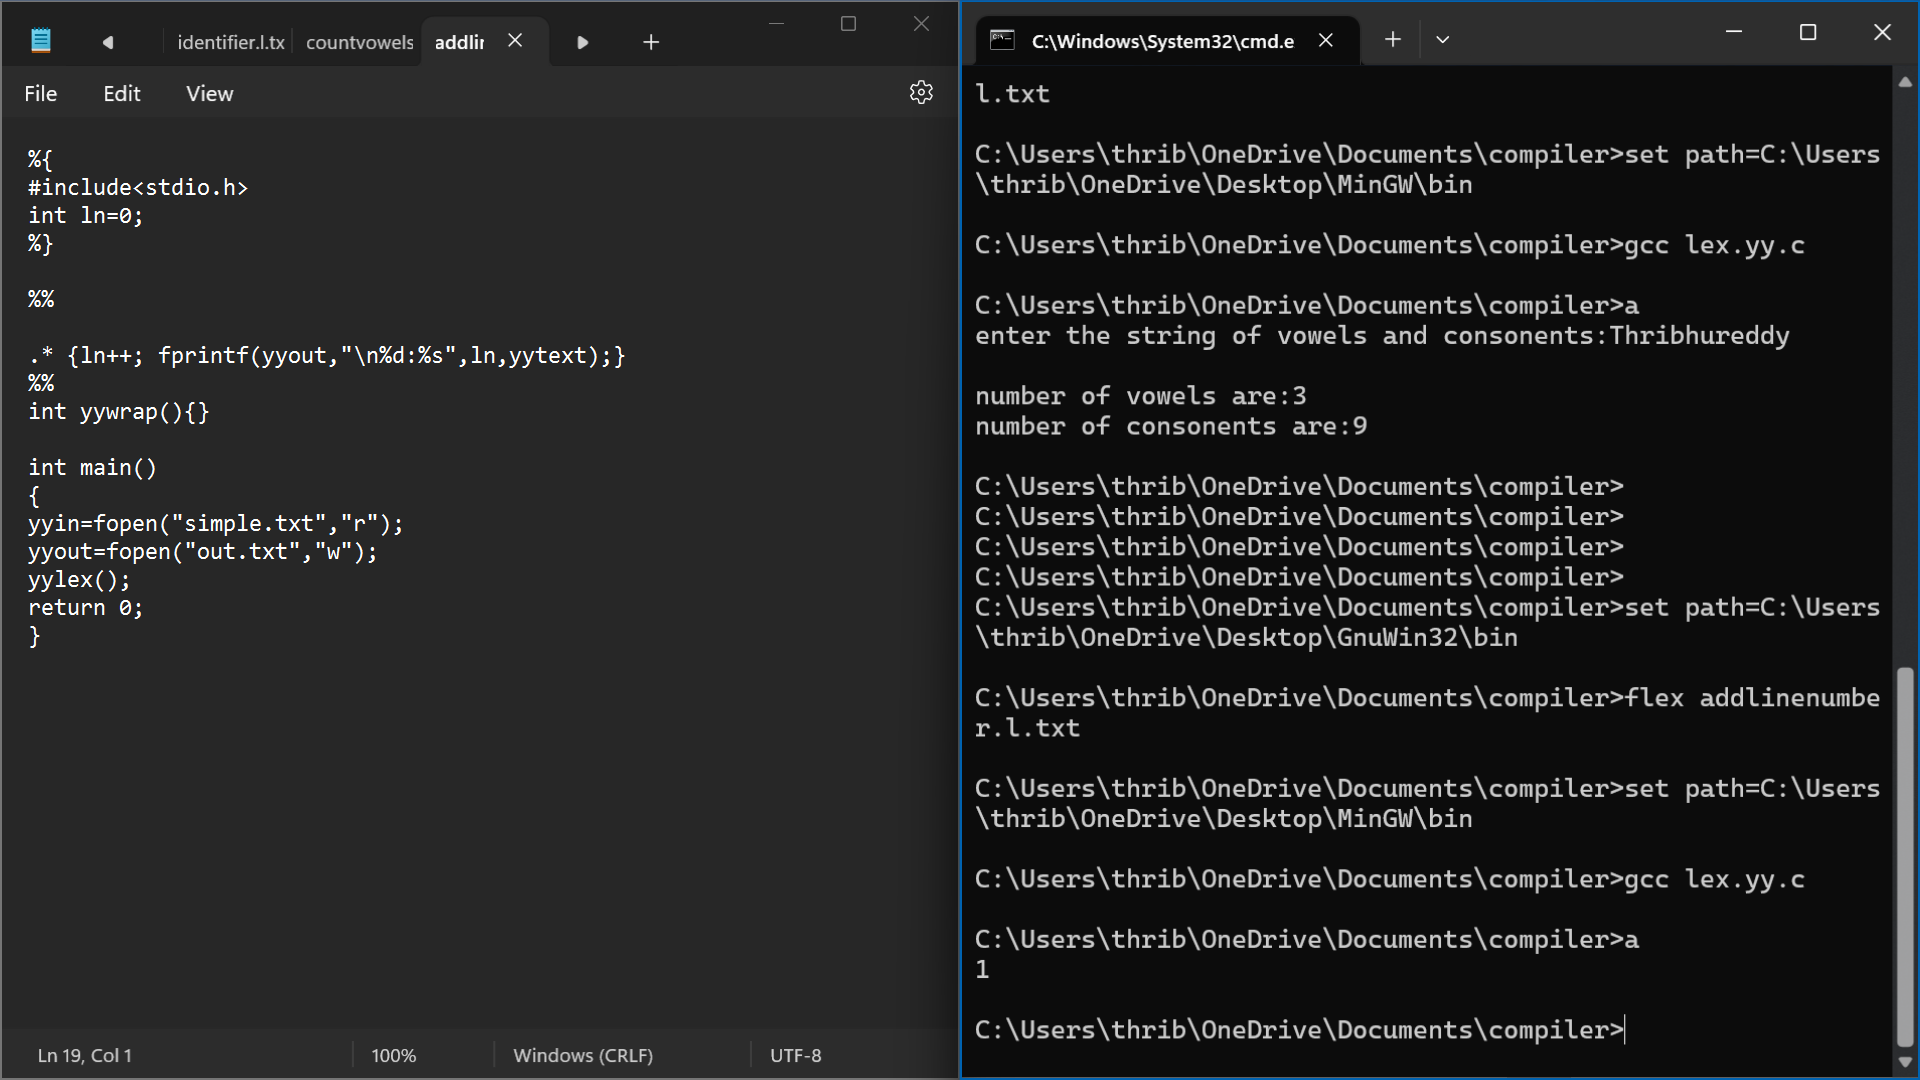 identifier.l.tx countvowels addlir
File Edit View
%{
#include<stdio.h>
int ln=0;
%}
%%
.* {ln++; fprintf(yyout,"\n%d:%s",ln,yytext);}
%%
int yywrap(){}
int main()
{
yyin=fopen("simple.txt","r");
yyout=fopen("out.txt","w");
yylex();
return 0;
}
Ln 19, Col 1 100% Windows (CRLF) UTF-8
C:\Windows\System32\cmd.e
l.txt
C:\Users\thrib\OneDrive\Documents\compiler>set path=C:\Users
\thrib\OneDrive\Desktop\MinGW\bin
C:\Users\thrib\OneDrive\Documents\compiler>gcc lex.yy.c
C:\Users\thrib\OneDrive\Documents\compiler>a
enter the string of vowels and consonents:Thribhureddy
number of vowels are:3
number of consonents are:9
C:\Users\thrib\OneDrive\Documents\compiler>
C:\Users\thrib\OneDrive\Documents\compiler>
C:\Users\thrib\OneDrive\Documents\compiler>
C:\Users\thrib\OneDrive\Documents\compiler>
C:\Users\thrib\OneDrive\Documents\compiler>set path=C:\Users
\thrib\OneDrive\Desktop\GnuWin32\bin
C:\Users\thrib\OneDrive\Documents\compiler>flex addlinenumbe
r.l.txt
C:\Users\thrib\OneDrive\Documents\compiler>set path=C:\Users
\thrib\OneDrive\Desktop\MinGW\bin
C:\Users\thrib\OneDrive\Documents\compiler>gcc lex.yy.c
C:\Users\thrib\OneDrive\Documents\compiler>a
1
C:\Users\thrib\OneDrive\Documents\compiler>